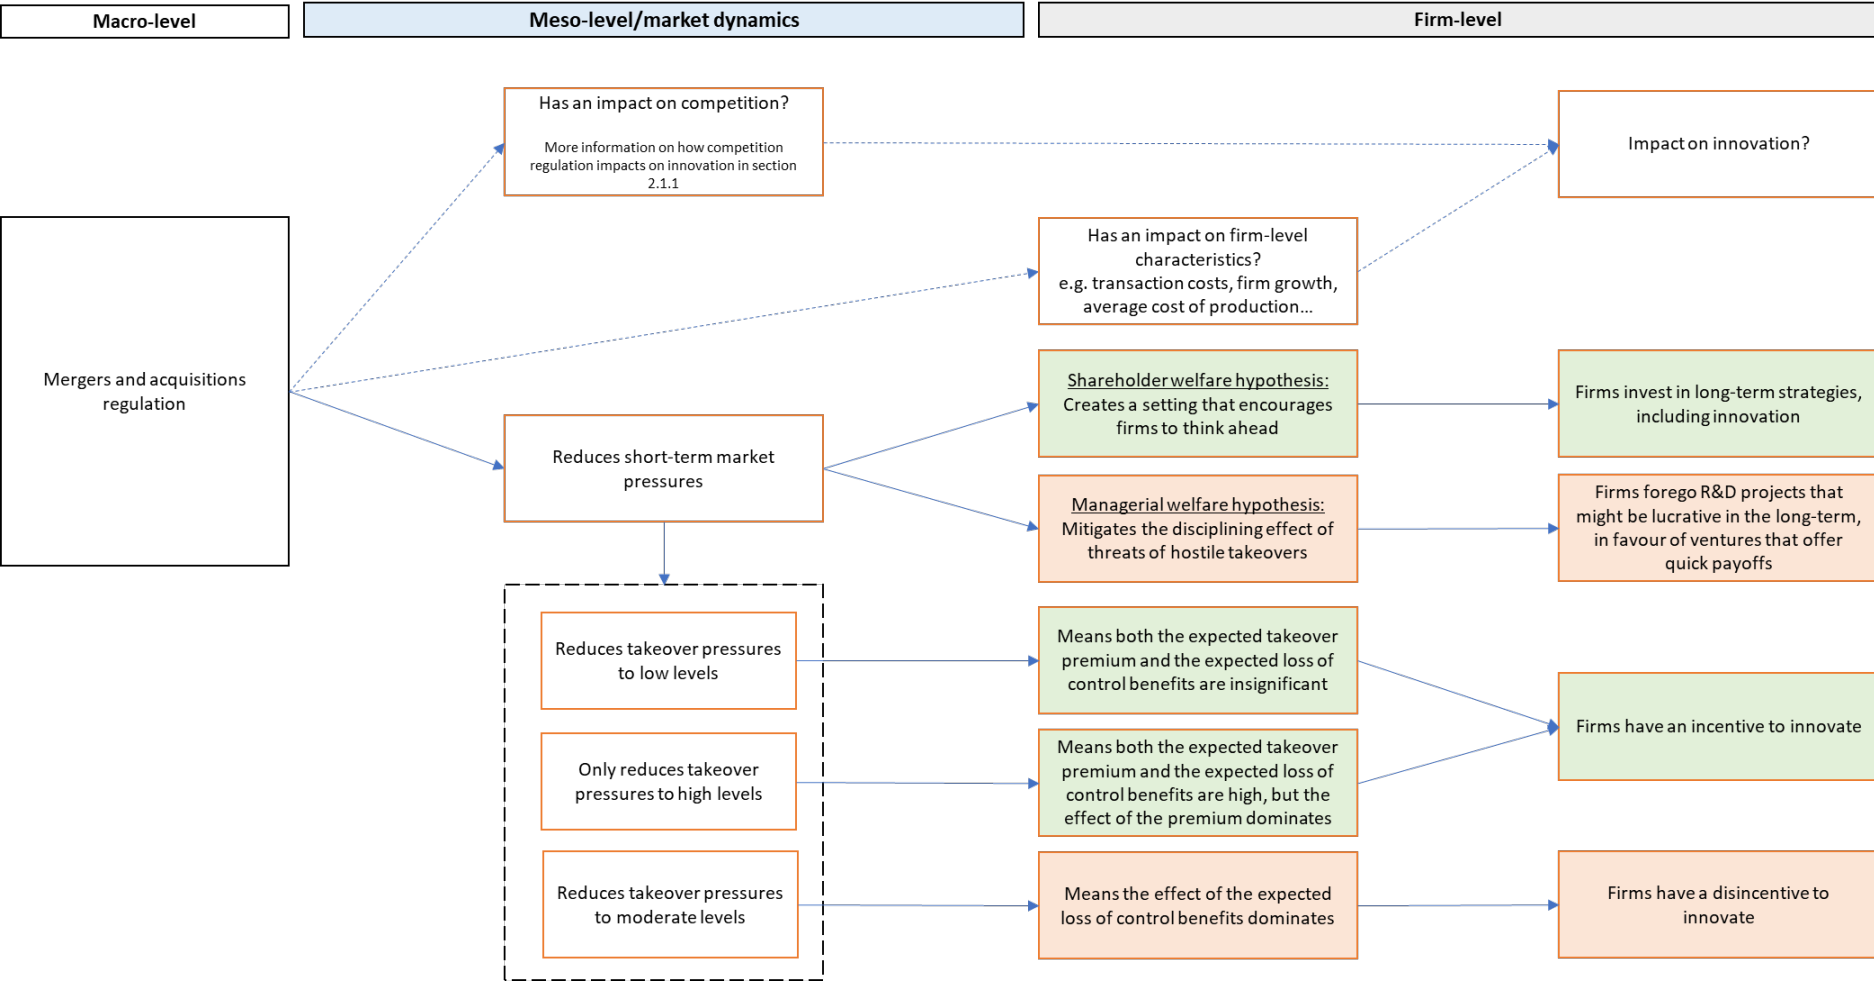 Macro-level
Meso-level/market dynamics
Firm-level
Has an impact on competition?
More information on how competition
regulation impacts on innovation in section
2.1.1
Impact on innovation?
Has an impact on firm-level
characteristics?
e.g. transaction costs, firm growth,
average cost of production...
Mergers and acquisitions
regulation
Shareholder welfare hypothesis:
Creates a setting that encourages
firms to think ahead
Firms invest in long-term strategies,
including innovation
Reduces short-term market
pressures
Managerial welfare hypothesis:
Mitigates the disciplining effect of
threats of hostile takeovers
Firms forego R&D projects that
might be lucrative in the long-term,
in favour of ventures that offer
quick payoffs
Reduces takeover pressures
to low levels
Means both the expected takeover
premium and the expected loss of
control benefits are insignificant
Firms have an incentive to innovate
Only reduces takeover
pressures to high levels
Means both the expected takeover
premium and the expected loss of
control benefits are high, but the
effect of the premium dominates
Reduces takeover pressures
to moderate levels
Means the effect of the expected
loss of control benefits dominates
Firms have a disincentive to
innovate